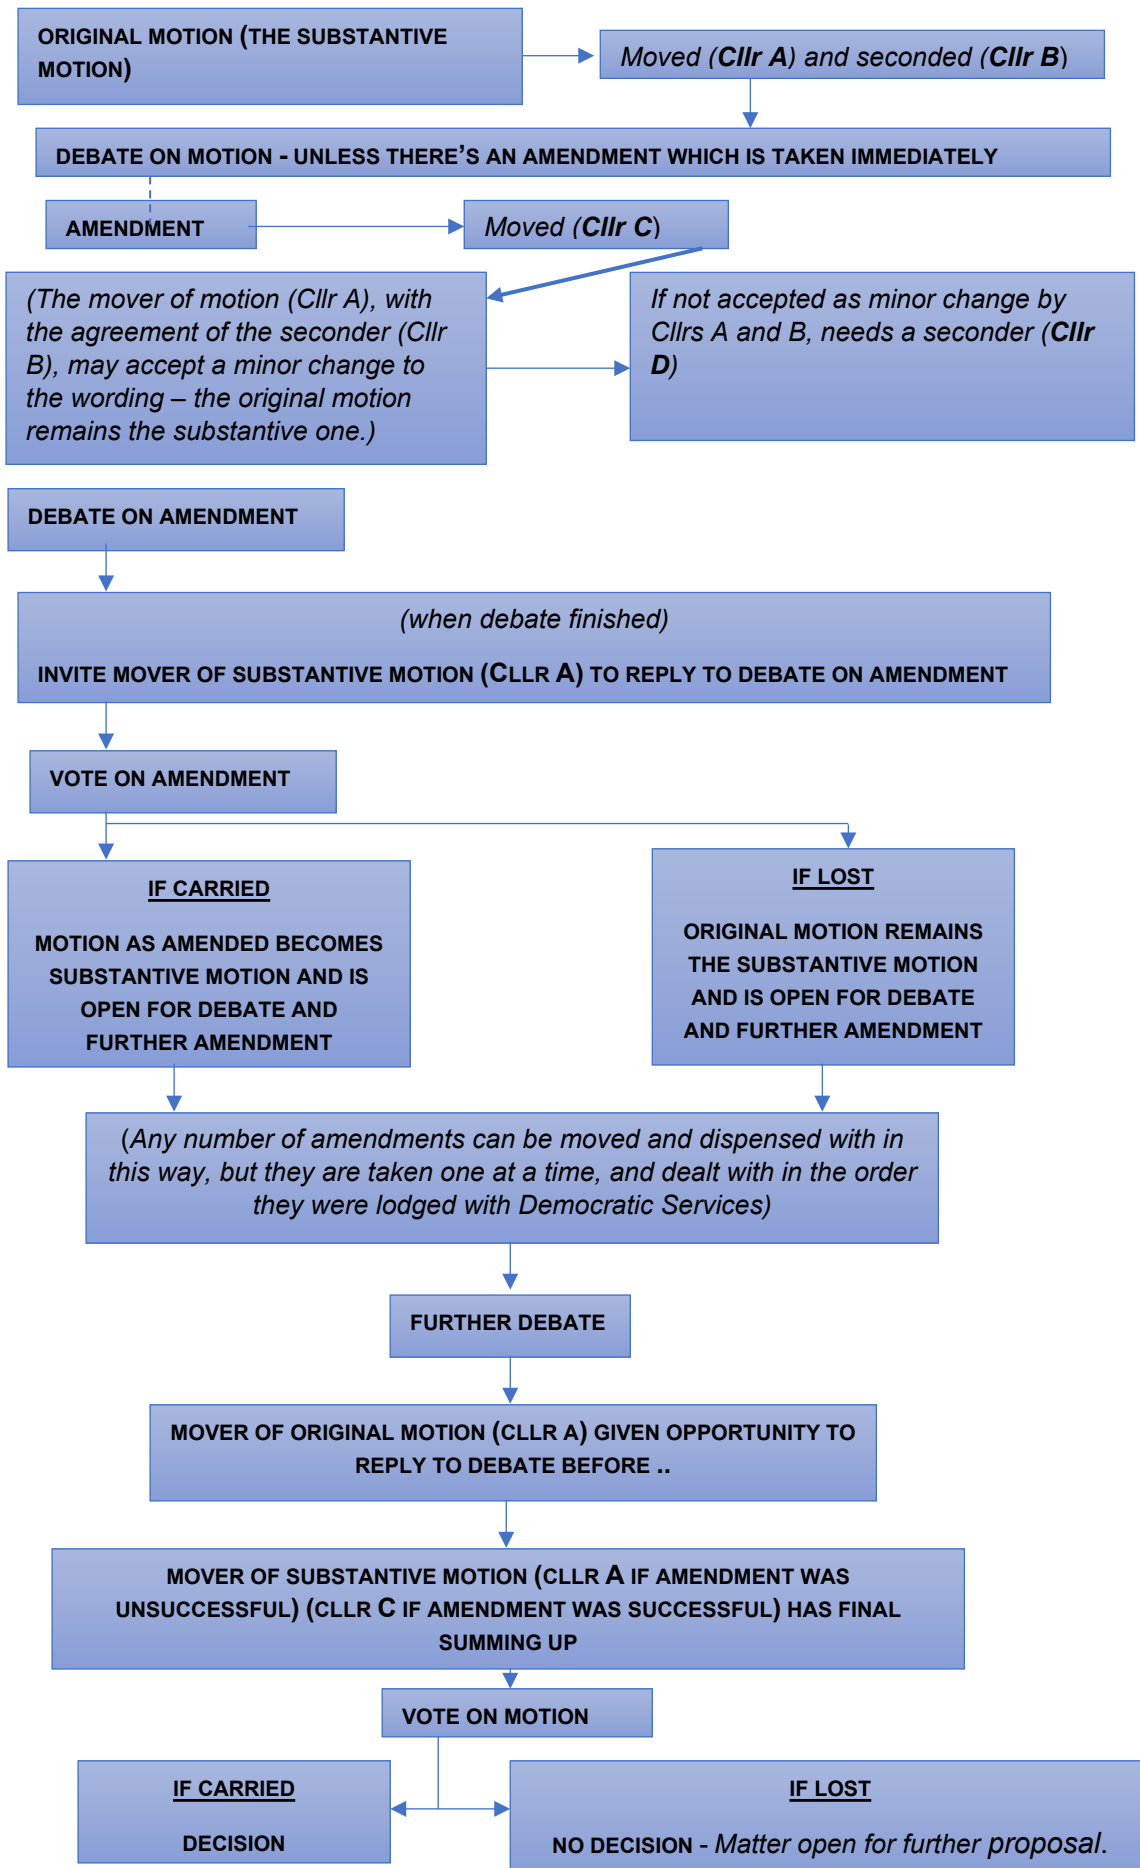 ORIGINAL MOTION (THE SUBSTANTIVE
MOTION)
Moved (Cllr A) and seconded (Cllr B)
DEBATE ON MOTION - UNLESS THERE'S AN AMENDMENT WHICH IS TAKEN IMMEDIATELY
AMENDMENT
Moved (Cllr C)
(The mover of motion (Cllr A), with
the agreement of the seconder (Cllr
B), may accept a minor change to
the wording – the original motion
remains the substantive one.)
If not accepted as minor change by
Cllrs A and B, needs a seconder (Cllr
D)
DEBATE ON AMENDMENT
(when debate finished)
INVITE MOVER OF SUBSTANTIVE MOTION (CLLR A) TO REPLY TO DEBATE ON AMENDMENT
VOTE ON AMENDMENT
IF CARRIED
MOTION AS AMENDED BECOMES
SUBSTANTIVE MOTION AND IS
OPEN FOR DEBATE AND
FURTHER AMENDMENT
IF LOST
ORIGINAL MOTION REMAINS
THE SUBSTANTIVE MOTION
AND IS OPEN FOR DEBATE
AND FURTHER AMENDMENT
(Any number of amendments can be moved and dispensed with in
this way, but they are taken one at a time, and dealt with in the order
they were lodged with Democratic Services)
FURTHER DEBATE
MOVER OF ORIGINAL MOTION (CLLR A) GIVEN OPPORTUNITY TO
REPLY TO DEBATE BEFORE ..
MOVER OF SUBSTANTIVE MOTION (CLLR A IF AMENDMENT WAS
UNSUCCESSFUL) (CLLR C IF AMENDMENT WAS SUCCESSFUL) HAS FINAL
SUMMING UP
VOTE ON MOTION
IF CARRIED
DECISION
IF LOST
NO DECISION - Matter open for further proposal.